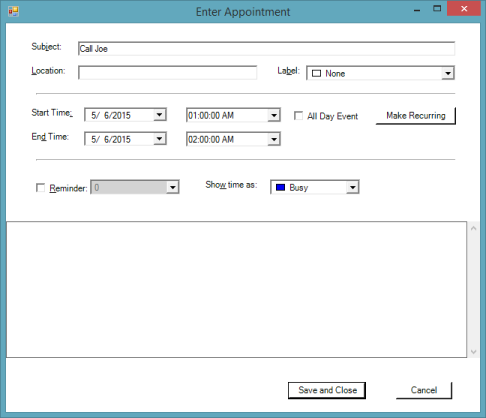 Enter Appointment
Subject: Call Joe
Location: Label: None
Start Time: 5/ 6/2015 01:00:00 AM All Day Event Make Recurring
End Time: 5/ 6/2015 02:00:00 AM
Reminder: 0 Show time as: Busy
Save and Close Cancel